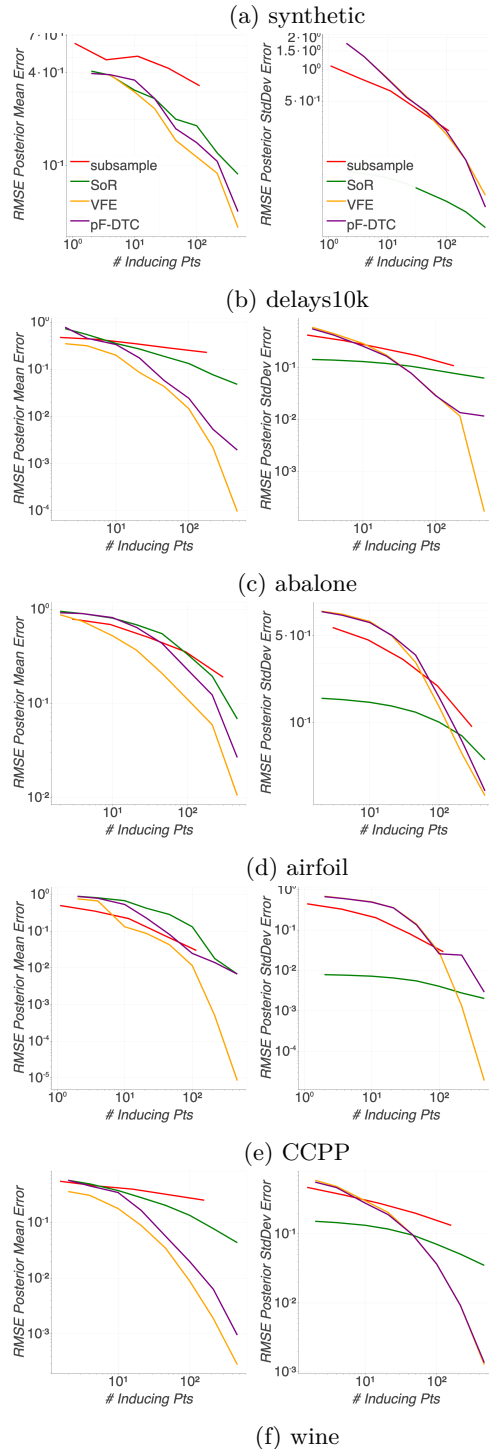 (a) synthetic
RMSE Posterior Mean Error
7·10⁻¹
4·10⁻¹
10⁻¹
subsample
SoR
VFE
pF-DTC
10⁰ 10¹ 10²
# Inducing Pts
RMSE Posterior StdDev Error
2·10⁰
1.5·10⁰
10⁰
5·10⁻¹
subsample
SoR
VFE
pF-DTC
10⁰ 10¹ 10²
# Inducing Pts
(b) delays10k
RMSE Posterior Mean Error
10⁰
10⁻¹
10⁻²
10⁻³
10⁻⁴
10¹ 10²
# Inducing Pts
RMSE Posterior StdDev Error
10⁻¹
10⁻²
10⁻³
10¹ 10²
# Inducing Pts
(c) abalone
RMSE Posterior Mean Error
10⁰
10⁻¹
10⁻²
10¹ 10²
# Inducing Pts
RMSE Posterior StdDev Error
5·10⁻¹
10⁻¹
10¹ 10²
# Inducing Pts
(d) airfoil
RMSE Posterior Mean Error
10⁰
10⁻¹
10⁻²
10⁻³
10⁻⁴
10⁻⁵
10⁰ 10¹ 10²
# Inducing Pts
RMSE Posterior StdDev Error
10⁰
10⁻¹
10⁻²
10⁻³
10⁻⁴
10⁰ 10¹ 10²
# Inducing Pts
(e) CCPP
RMSE Posterior Mean Error
10⁻¹
10⁻²
10⁻³
10¹ 10²
# Inducing Pts
RMSE Posterior StdDev Error
10⁻¹
10⁻²
10⁻³
10¹ 10²
# Inducing Pts
(f) wine